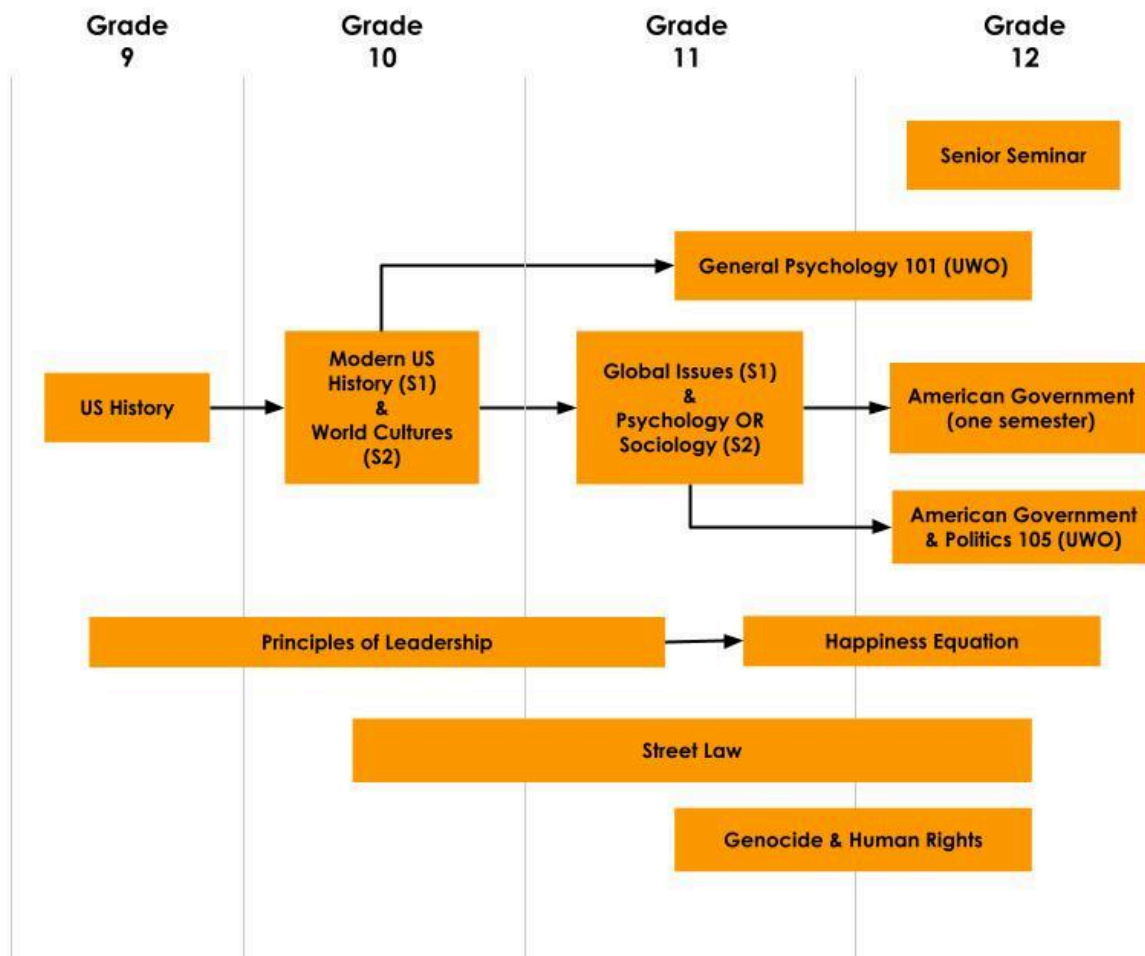 Grade
9
Grade
10
Grade
11
Grade
12
Senior Seminar
General Psychology 101 (UWO)
US History
Modern US
History (S1)
&
World Cultures
(S2)
Global Issues (S1)
&
Psychology OR
Sociology (S2)
American Government
(one semester)
American Government
& Politics 105 (UWO)
Principles of Leadership
Happiness Equation
Street Law
Genocide & Human Rights